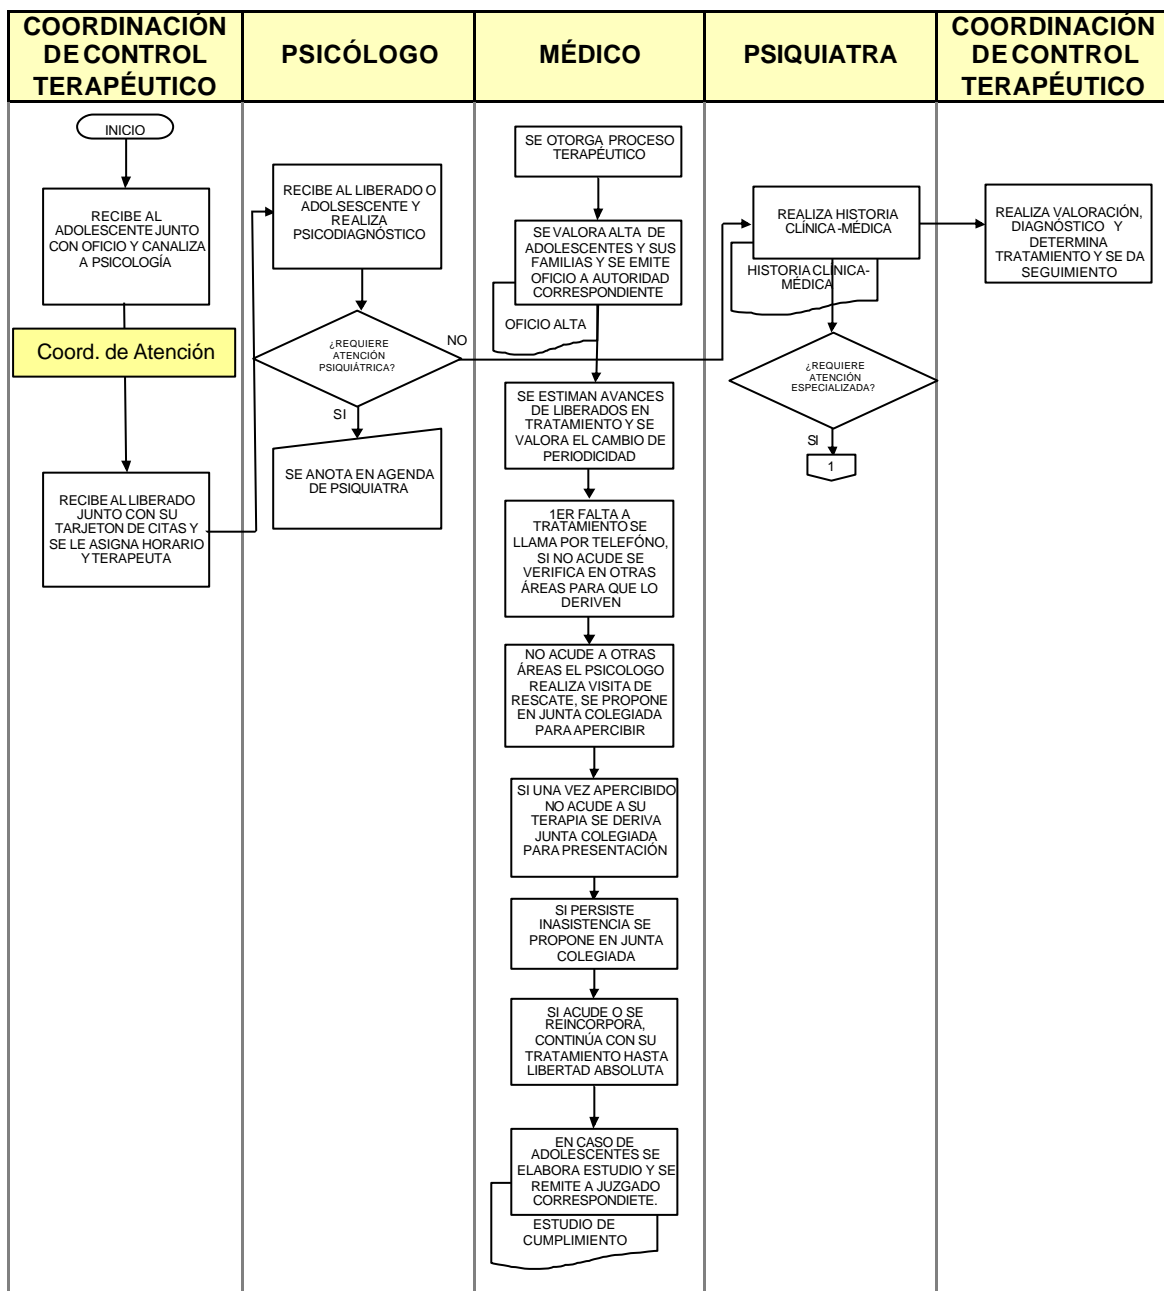 COORDINACIÓN
DE CONTROL
TERAPÉUTICO
PSICÓLOGO
MÉDICO
PSIQUIATRA
COORDINACIÓN
DE CONTROL
TERAPÉUTICO
INICIO
RECIBE AL
ADOLESCENTE JUNTO
CON OFICIO Y CANALIZA
A PSICOLOGÍA
Coord. de Atención
RECIBE AL LIBERADO
JUNTO CON SU
TARJETON DE CITAS Y
SE LE ASIGNA HORARIO
Y TERAPEUTA
RECIBE AL LIBERADO O
ADOLSESCENTE Y
REALIZA
PSICODIAGNÓSTICO
¿REQUIERE
ATENCIÓN
PSIQUIÁTRICA?
NO
SI
SE ANOTA EN AGENDA
DE PSIQUIATRA
SE OTORGA PROCESO
TERAPÉUTICO
SE VALORA ALTA DE
ADOLESCENTES Y SUS
FAMILIAS Y SE EMITE
OFICIO A AUTORIDAD
CORRESPONDIENTE
OFICIO ALTA
SE ESTIMAN AVANCES
DE LIBERADOS EN
TRATAMIENTO Y SE
VALORA EL CAMBIO DE
PERIODICIDAD
1ER FALTA A
TRATAMIENTO SE
LLAMA POR TELEFÓNO,
SI NO ACUDE SE
VERIFICA EN OTRAS
ÁREAS PARA QUE LO
DERIVEN
NO ACUDE A OTRAS
ÁREAS EL PSICOLOGO
REALIZA VISITA DE
RESCATE, SE PROPONE
EN JUNTA COLEGIADA
PARA APERCIBIR
SI UNA VEZ APERCIBIDO
NO ACUDE A SU
TERAPIA SE DERIVA
JUNTA COLEGIADA
PARA PRESENTACIÓN
SI PERSISTE
INASISTENCIA SE
PROPONE EN JUNTA
COLEGIADA
SI ACUDE O SE
REINCORPORA,
CONTINÚA CON SU
TRATAMIENTO HASTA
LIBERTAD ABSOLUTA
EN CASO DE
ADOLESCENTES SE
ELABORA ESTUDIO Y SE
REMITE A JUZGADO
CORRESPONDIETE.
ESTUDIO DE
CUMPLIMIENTO
REALIZA HISTORIA
CLÍNICA-MÉDICA
HISTORIA CLÍNICA-
MÉDICA
¿REQUIERE
ATENCIÓN
ESPECIALIZADA?
SI
1
REALIZA VALORACIÓN,
DIAGNÓSTICO Y
DETERMINA
TRATAMIENTO Y SE DA
SEGUIMIENTO